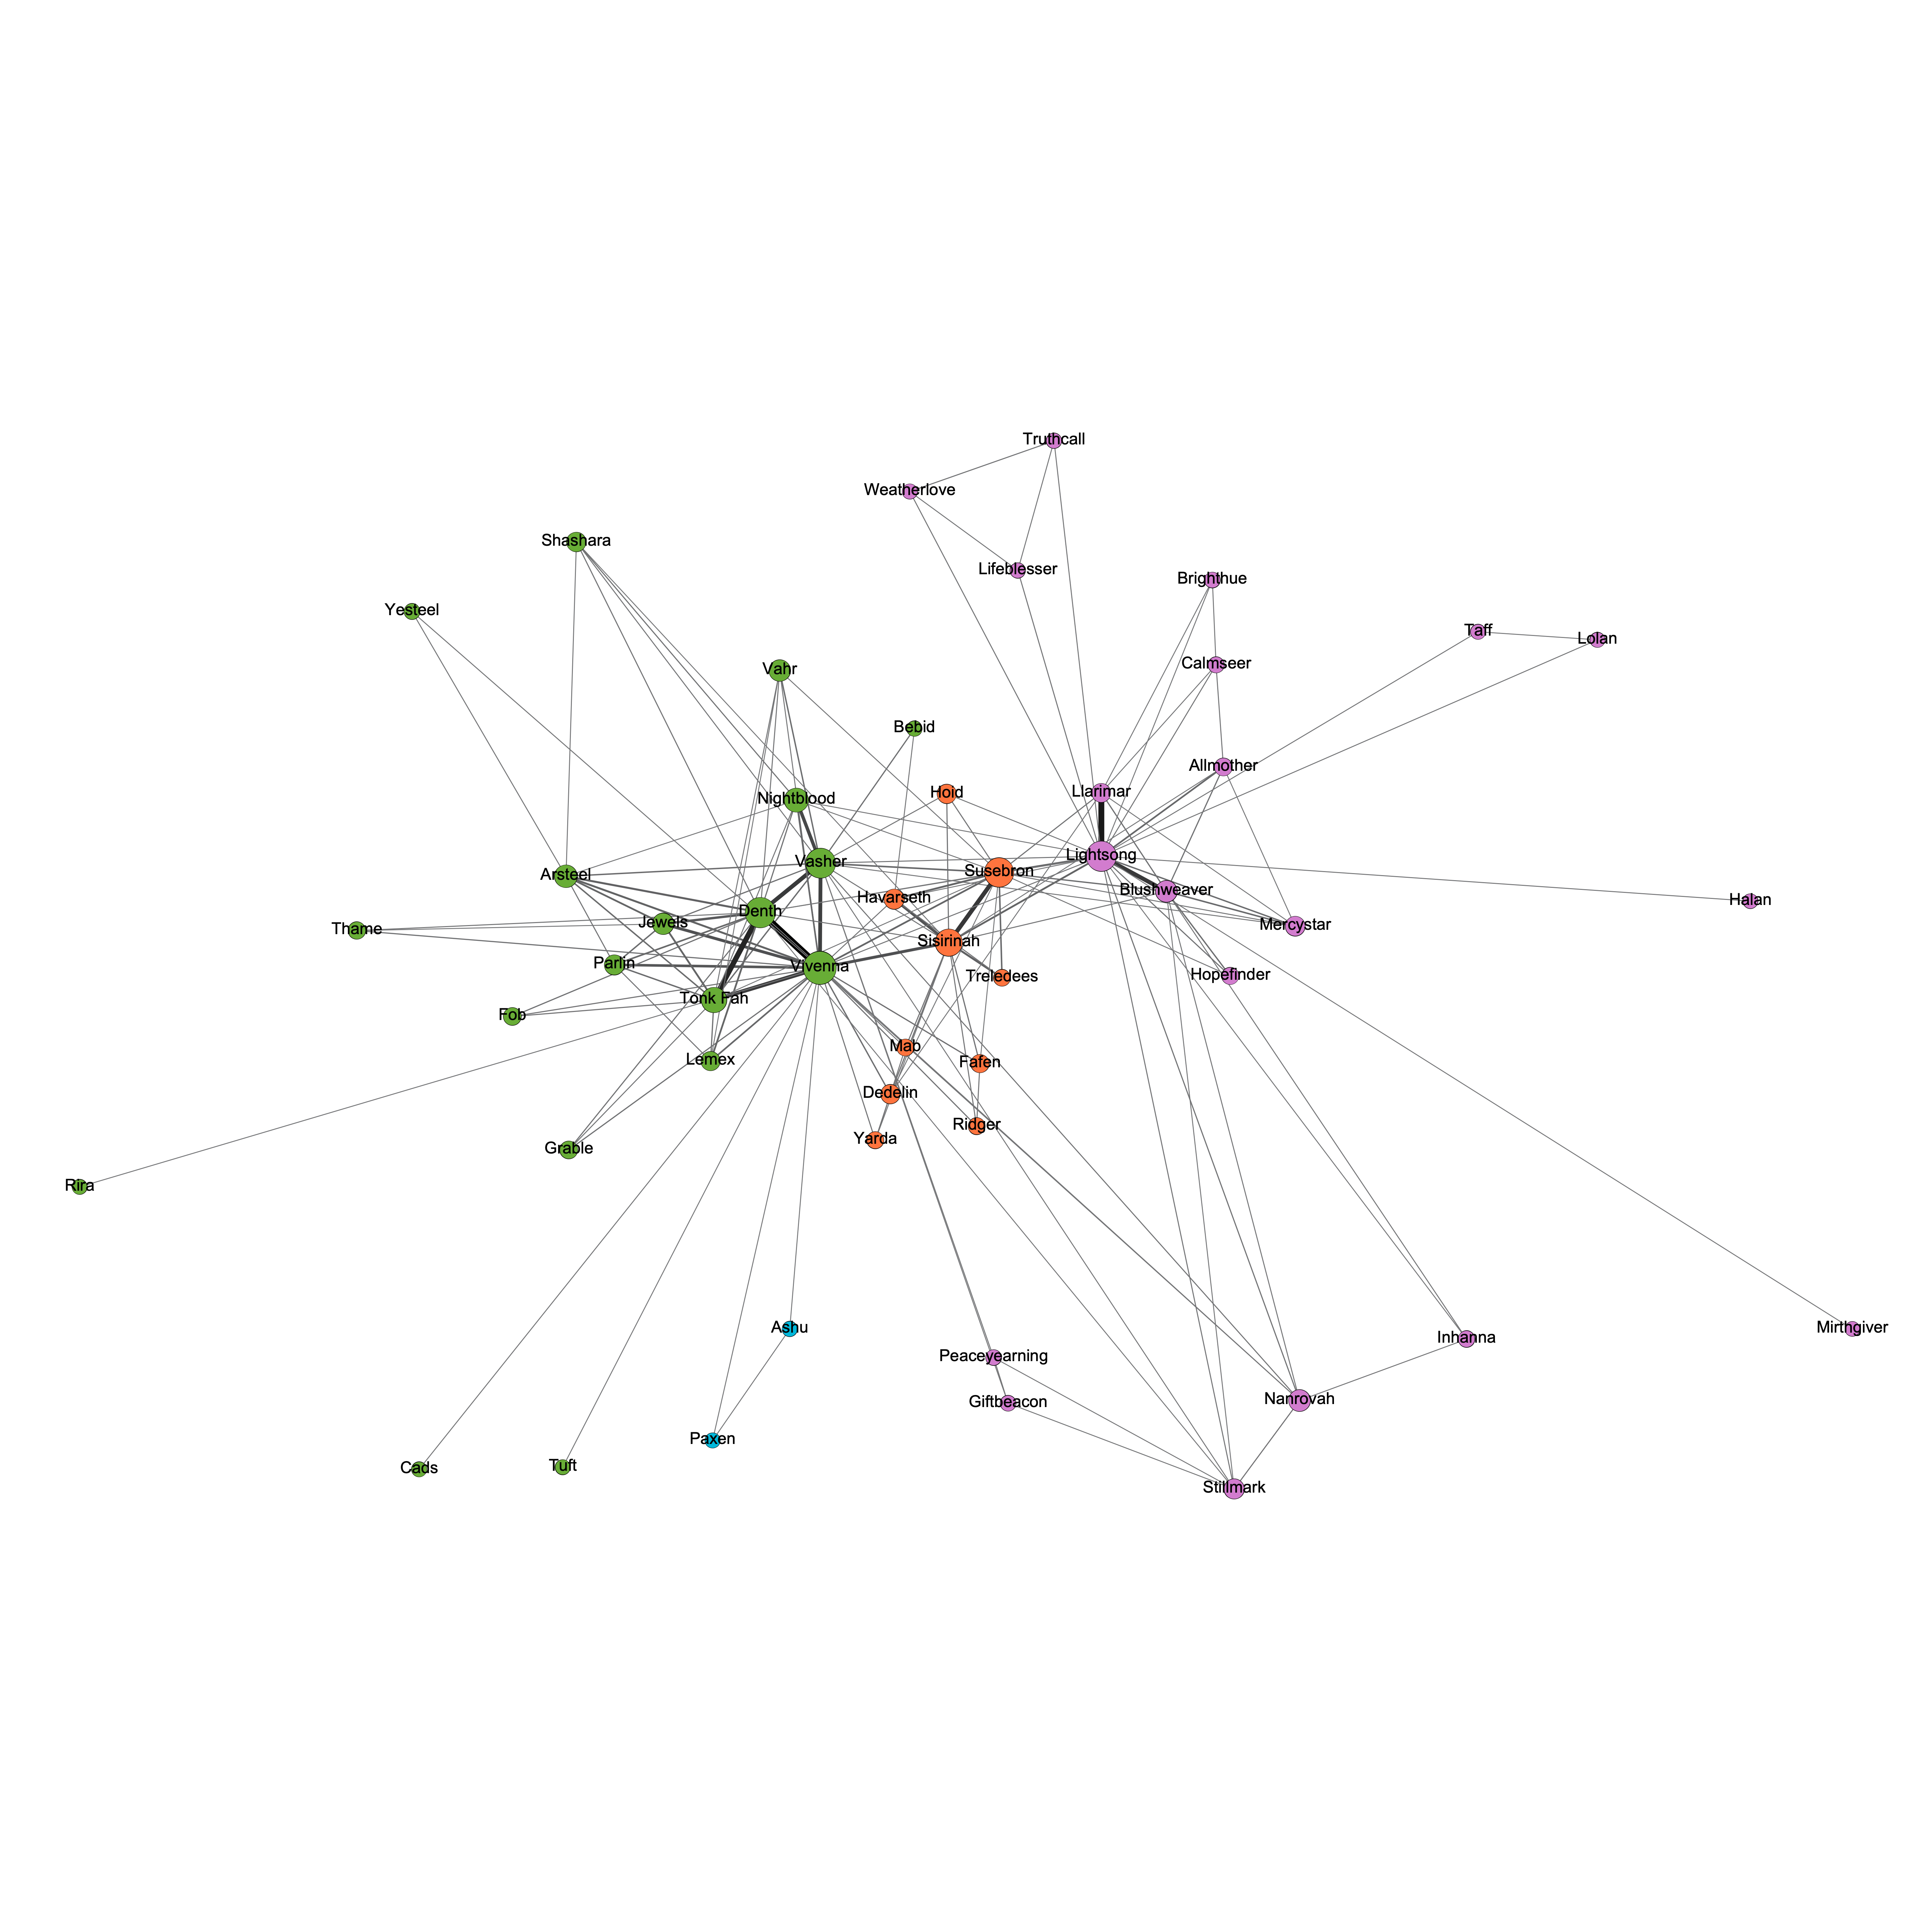 Truthcall
Weatherlove
Shashara
Lifeblesser
Brighthue
Yesteel
Taff
Lolan
Calmseer
Vahr
Bebid
Allmother
Hoid
Llarimar
Nightblood
Lightsong
Vasher
Susebron
Arsteel
Blushweaver
Havarseth
Halan
Denth
Jewels
Mercystar
Thame
Sisirinah
Parlin
Vivenna
Hopefinder
Treledees
Tonk Fah
Fob
Mab
Lemex
Fafen
Dedelin
Ridger
Yarda
Grable
Rira
Ashu
Mirthgiver
Inhanna
Peaceyearning
Nanrovah
Giftbeacon
Paxen
Tuft
Cads
Stillmark